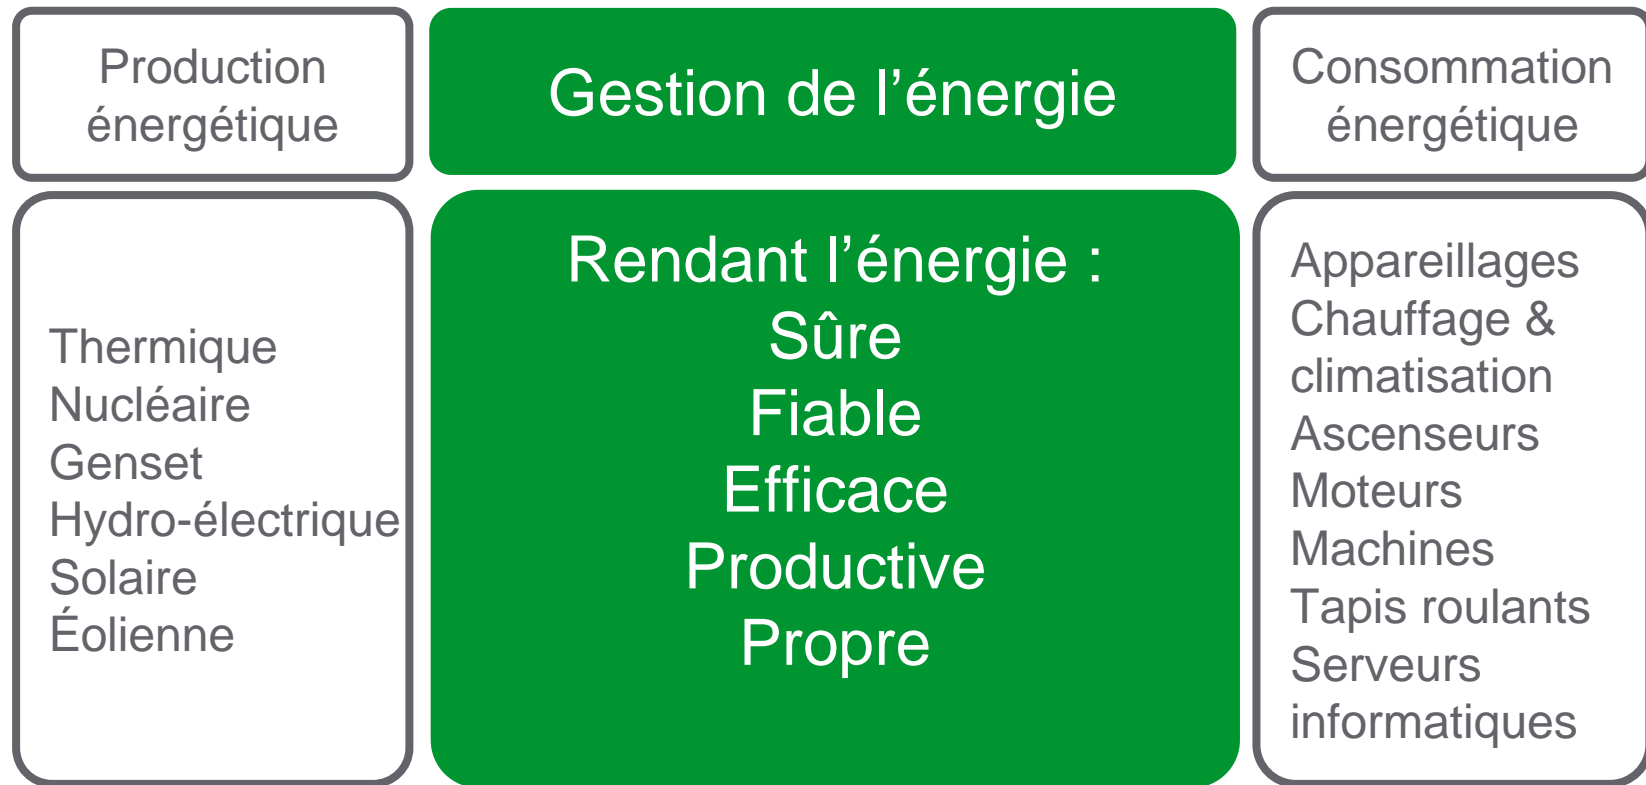 Production
énergétique
Gestion de l’énergie
Consommation
énergétique
Thermique
Nucléaire
Genset
Hydro-électrique
Solaire
Éolienne
Rendant l’énergie :
Sûre
Fiable
Efficace
Productive
Propre
Appareillages
Chauffage &
climatisation
Ascenseurs
Moteurs
Machines
Tapis roulants
Serveurs
informatiques